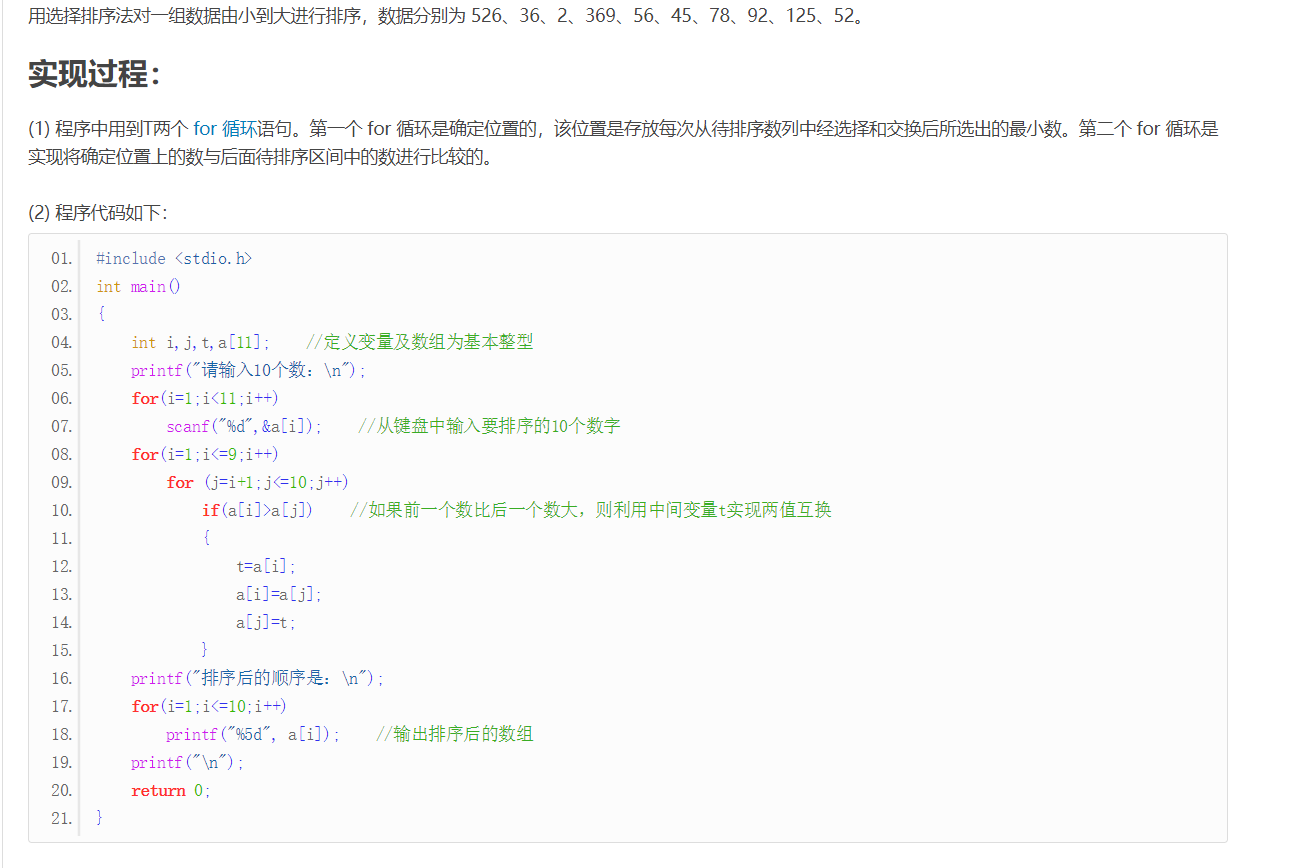 用选择排序法对一组数据由小到大进行排序，数据分别为 526、36、2、369、56、45、78、92、125、52。
实现过程：
(1) 程序中用到T两个 for 循环语句。第一个 for 循环是确定位置的，该位置是存放每次从待排序数列中经选择和交换后所选出的最小数。第二个 for 循环是
实现将确定位置上的数与后面待排序区间中的数进行比较的。
(2) 程序代码如下：
01. #include <stdio.h>
02. int main()
03. {
04.     int i,j,t,a[11];    //定义变量及数组为基本整型
05.     printf("请输入10个数：\n");
06.     for(i=1;i<11;i++)
07.         scanf("%d",&a[i]);    //从键盘中输入要排序的10个数字
08.     for(i=1;i<=9;i++)
09.         for (j=i+1;j<=10;j++)
10.             if(a[i]>a[j])    //如果前一个数比后一个数大，则利用中间变量t实现两值互换
11.             {
12.                 t=a[i];
13.                 a[i]=a[j];
14.                 a[j]=t;
15.             }
16.     printf("排序后的顺序是：\n");
17.     for(i=1;i<=10;i++)
18.         printf("%5d", a[i]);    //输出排序后的数组
19.     printf("\n");
20.     return 0;
21. }